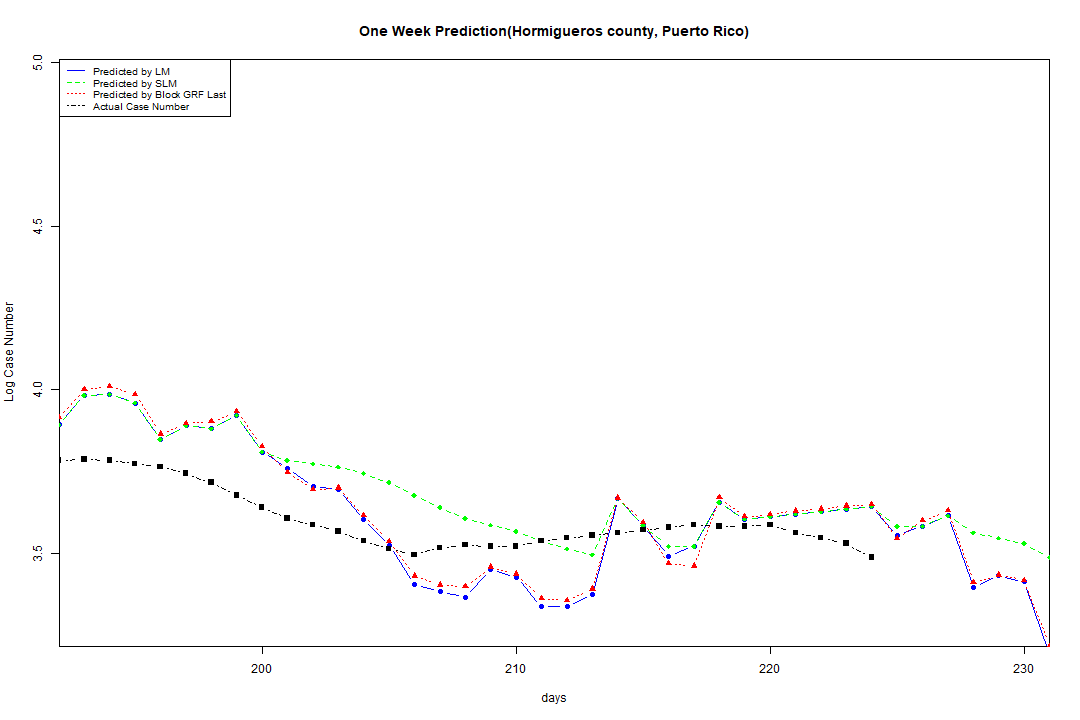 One Week Prediction(Hormigueros county, Puerto Rico)
Predicted by LM
Predicted by SLM
Predicted by Block GRF Last
Actual Case Number
5.0
4.5
4.0
3.5
Log Case Number
200
210
220
230
days